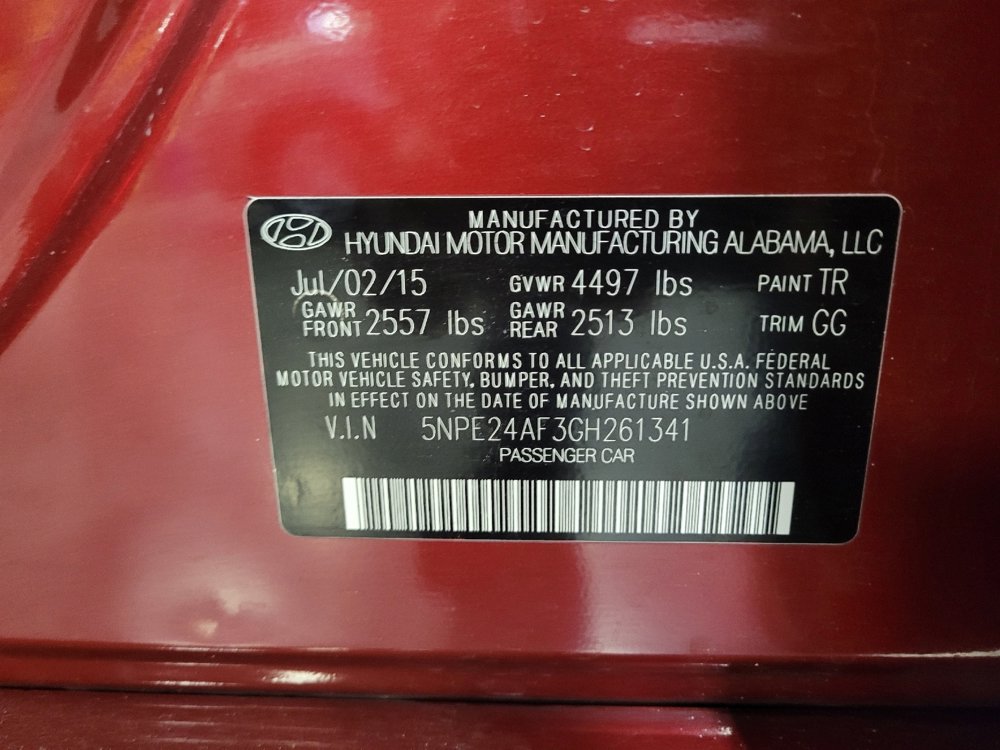 MANUFACTURED BY
HYUNDAI MOTOR MANUFACTURING ALABAMA, LLC
Jul/02/15 GVWR 4497 lbs PAINT TR
GAWR FRONT 2557 lbs GAWR REAR 2513 lbs TRIM GG
THIS VEHICLE CONFORMS TO ALL APPLICABLE U.S.A. FEDERAL
MOTOR VEHICLE SAFETY, BUMPER, AND THEFT PREVENTION STANDARDS
IN EFFECT ON THE DATE OF MANUFACTURE SHOWN ABOVE
V.I.N 5NPE24AF3GH261341
PASSENGER CAR